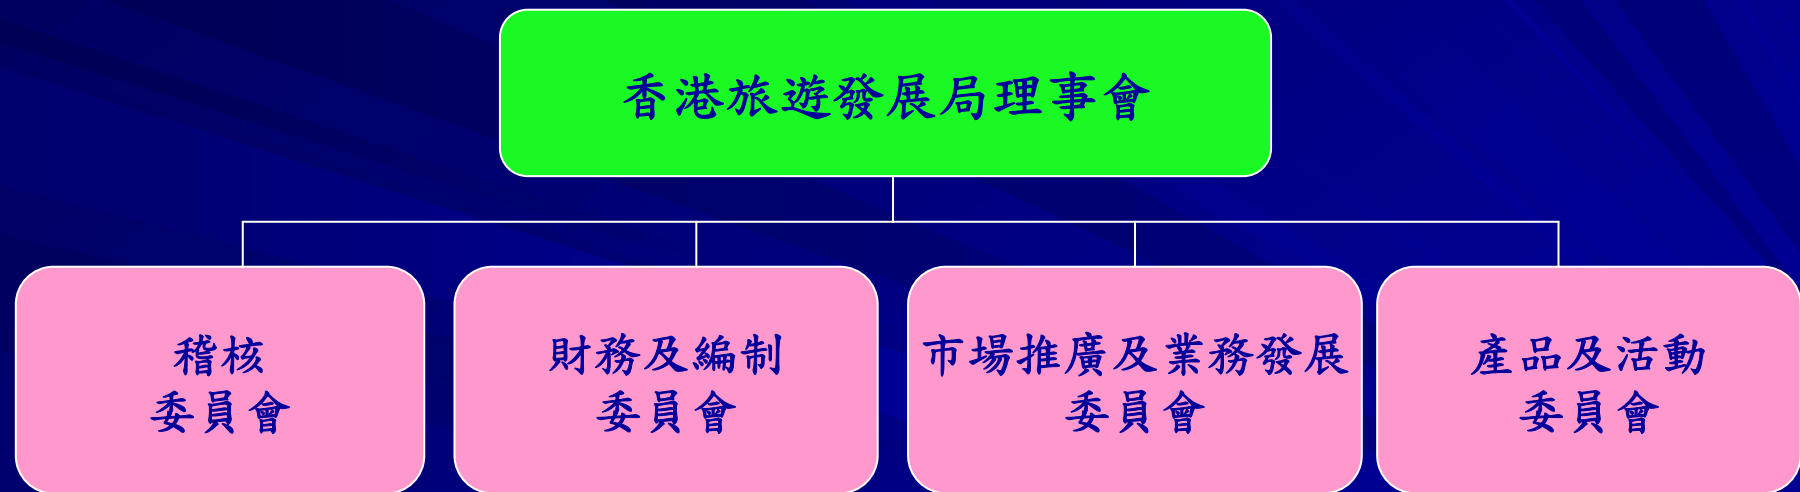 香港旅遊發展局理事會
稽核
委員會
財務及編制
委員會
市場推廣及業務發展
委員會
產品及活動
委員會